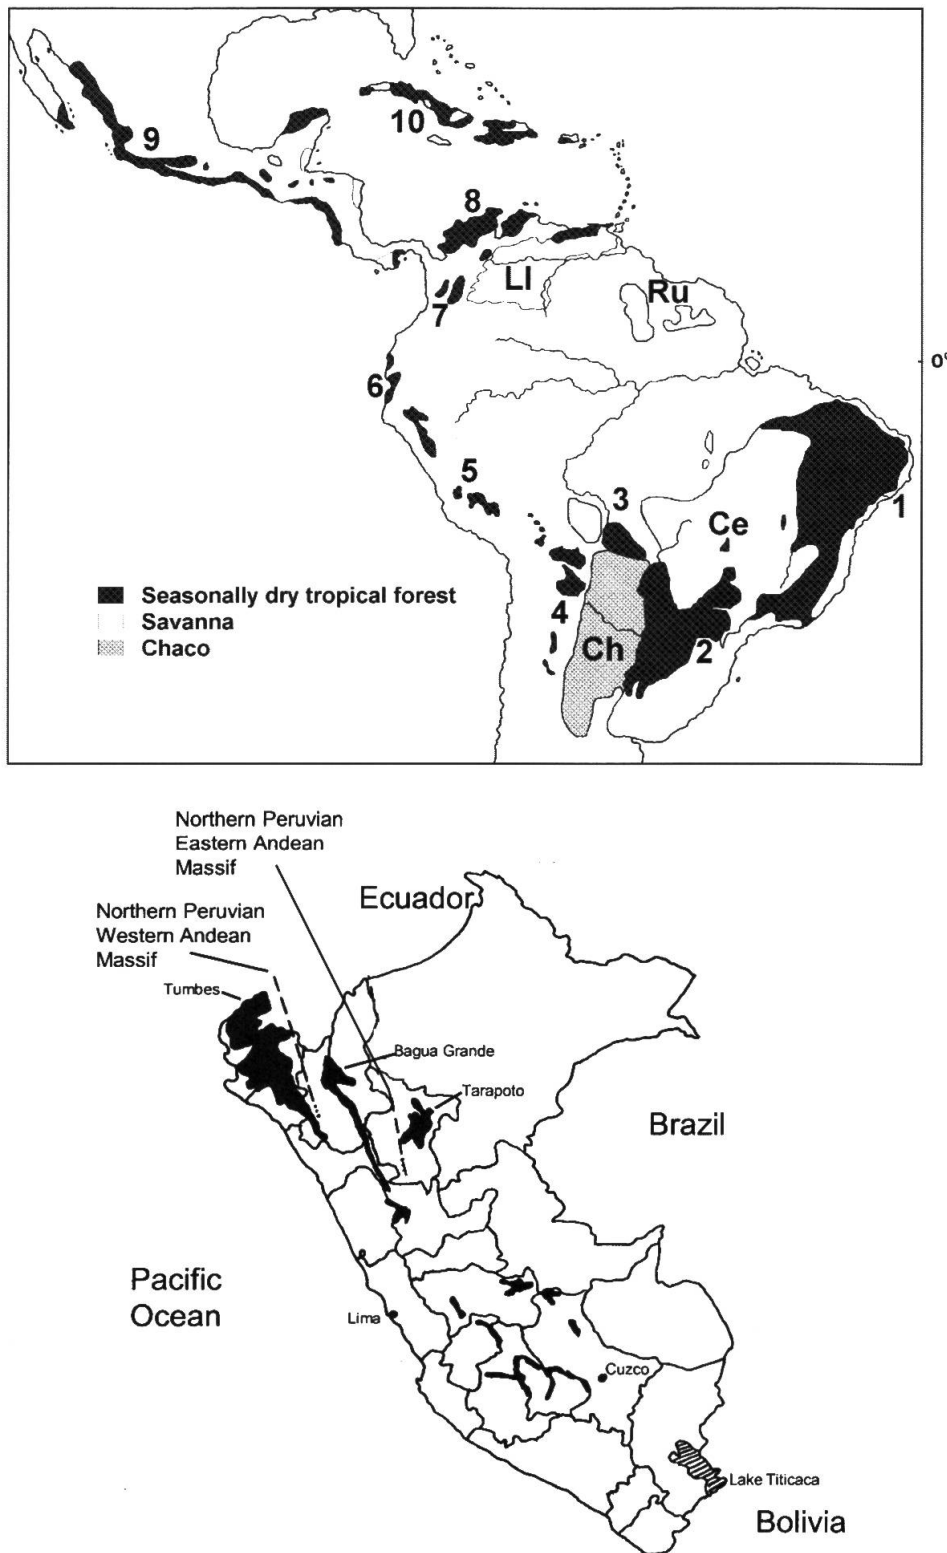 10
9
8
Ll
Ru
7
0°
6
5
3
1
Ce
Seasonally dry tropical forest
Savanna
Chaco
4
Ch
2
Northern Peruvian
Eastern Andean
Massif
Ecuador
Northern Peruvian
Western Andean
Massif
Tumbes
Bagua Grande
Tarapoto
Brazil
Pacific
Ocean
Lima
Cuzco
Lake Titicaca
Bolivia